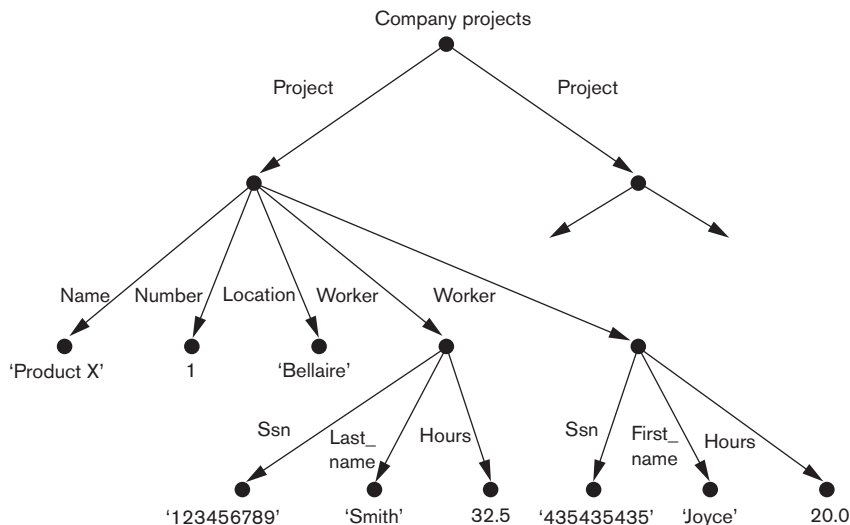 Company projects
Project
Project
Name
Number
Location
Worker
Worker
‘Product X’
1
‘Bellaire’
Ssn
Last_
name
Hours
Ssn
First_
name
Hours
‘123456789’
‘Smith’
32.5
‘435435435’
‘Joyce’
20.0